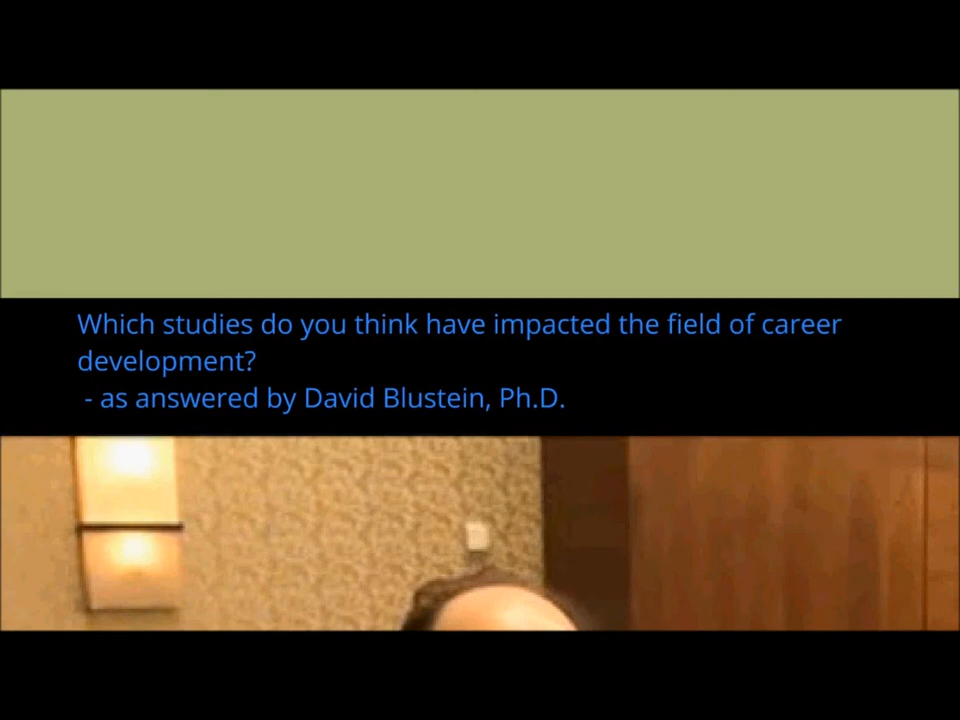 Which studies do you think have impacted the field of career
development?
- as answered by David Blustein, Ph.D.